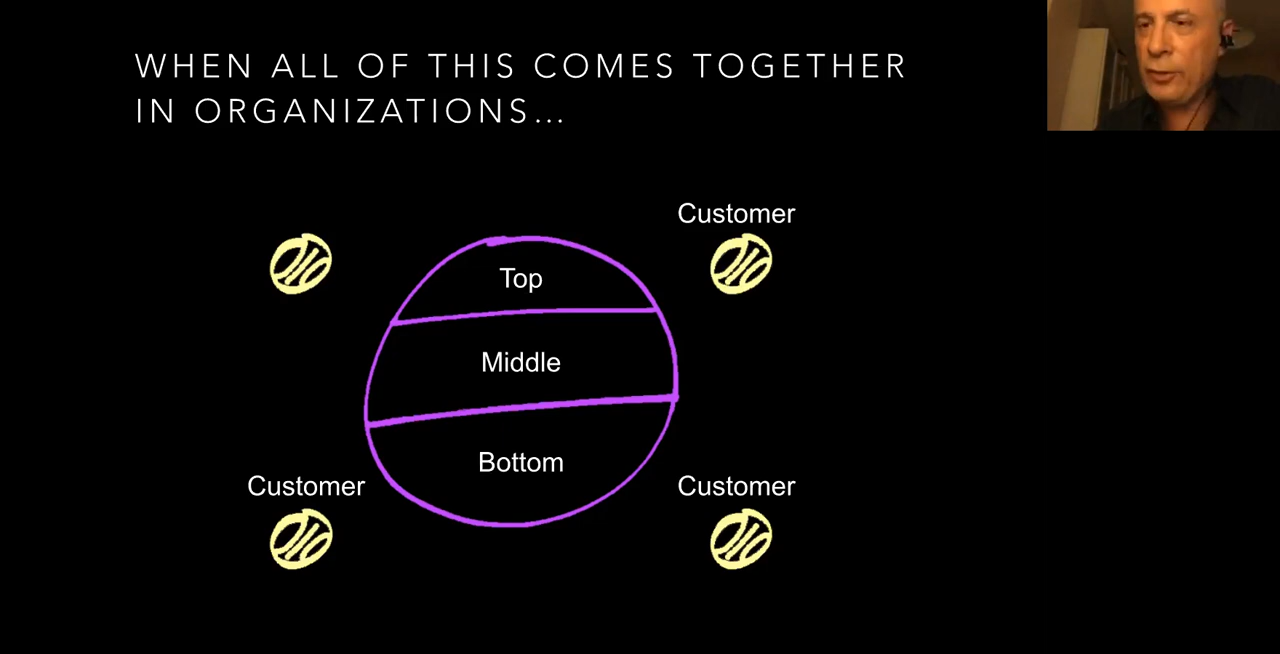 WHEN ALL OF THIS COMES TOGETHER
IN ORGANIZATIONS…
Customer
Top
Middle
Bottom
Customer
Customer